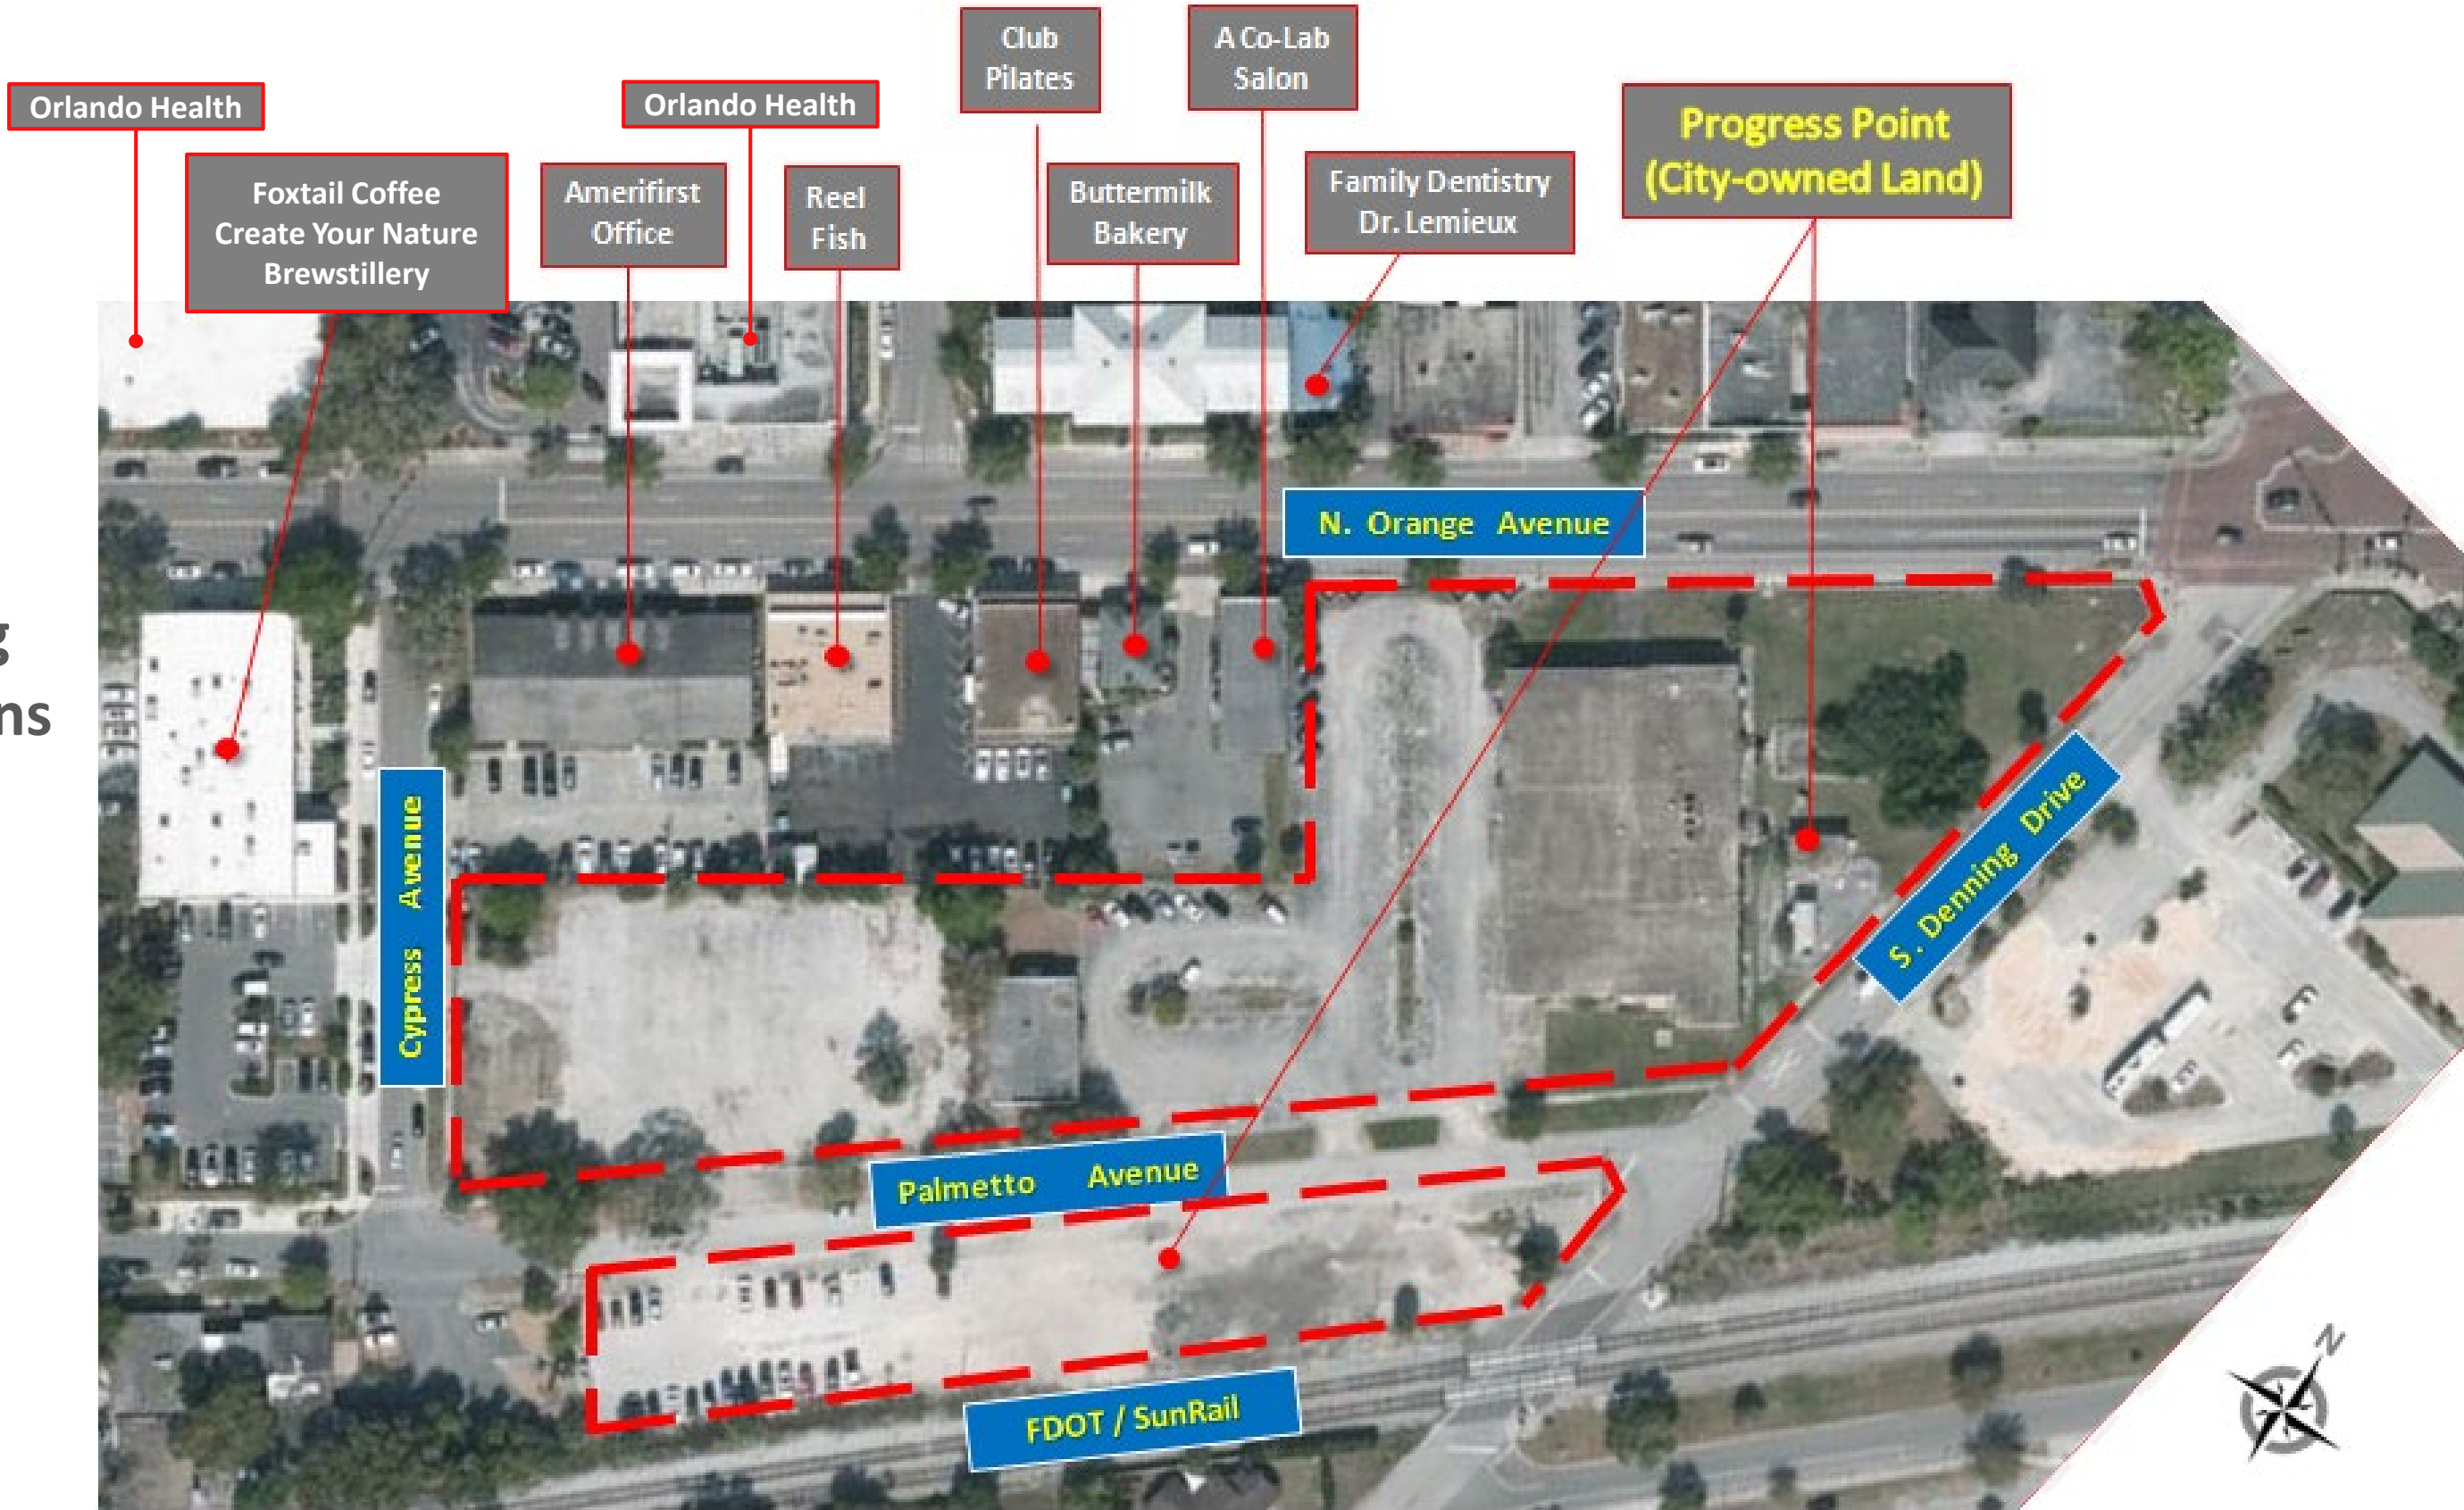 Club
Pilates
A Co-Lab
Salon
Orlando Health
Orlando Health
Progress Point
(City-owned Land)
Foxtail Coffee
Create Your Nature
Brewstillery
Amerifirst
Office
Reel
Fish
Buttermilk
Bakery
Family Dentistry
Dr. Lemieux
N. Orange Avenue
g
ns
Cypress Avenue
S. Denning Drive
Palmetto Avenue
FDOT / SunRail
N